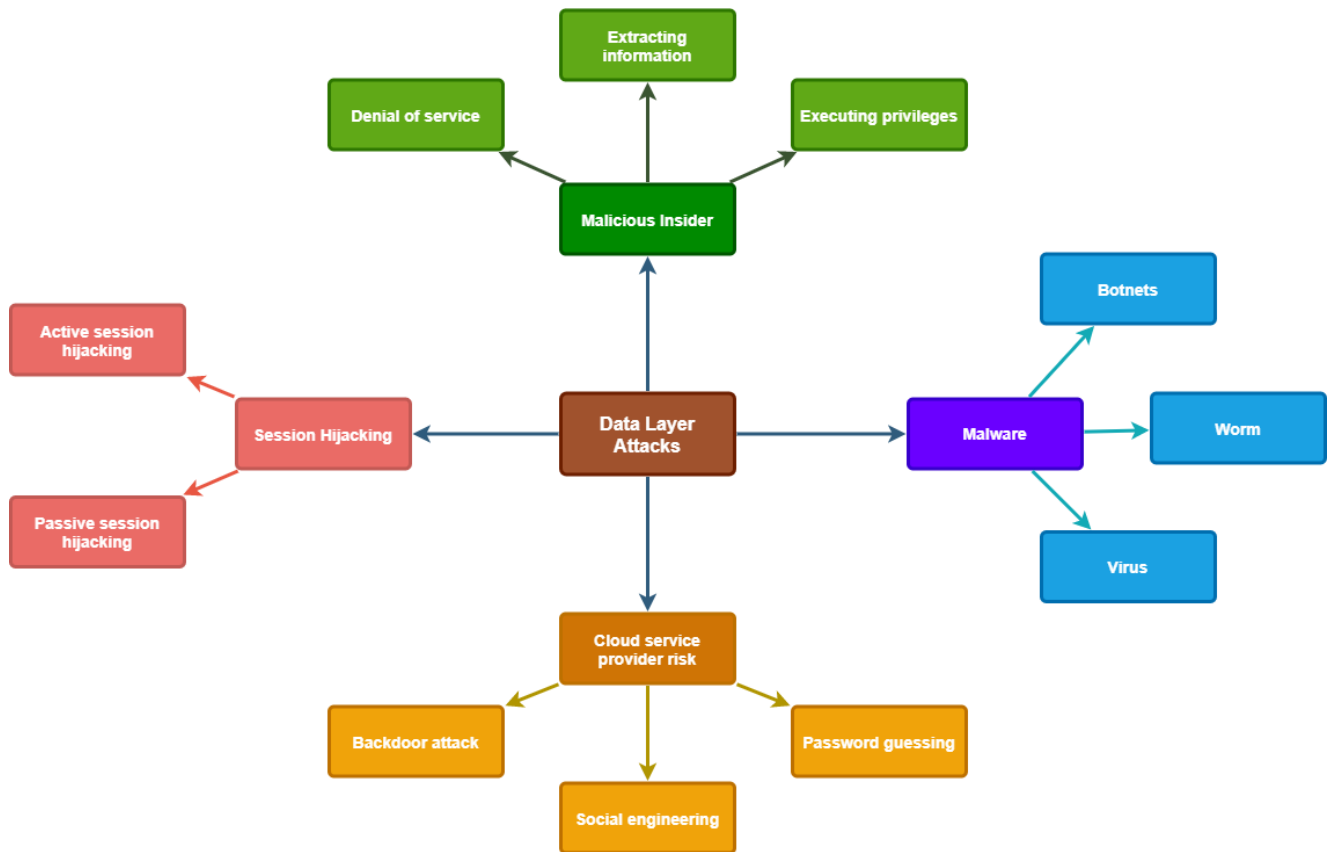 Extracting
information
Denial of service
Executing privileges
Malicious Insider
Botnets
Active session
hijacking
Data Layer
Attacks
Session Hijacking
Malware
Worm
Passive session
hijacking
Virus
Cloud service
provider risk
Backdoor attack
Password guessing
Social engineering